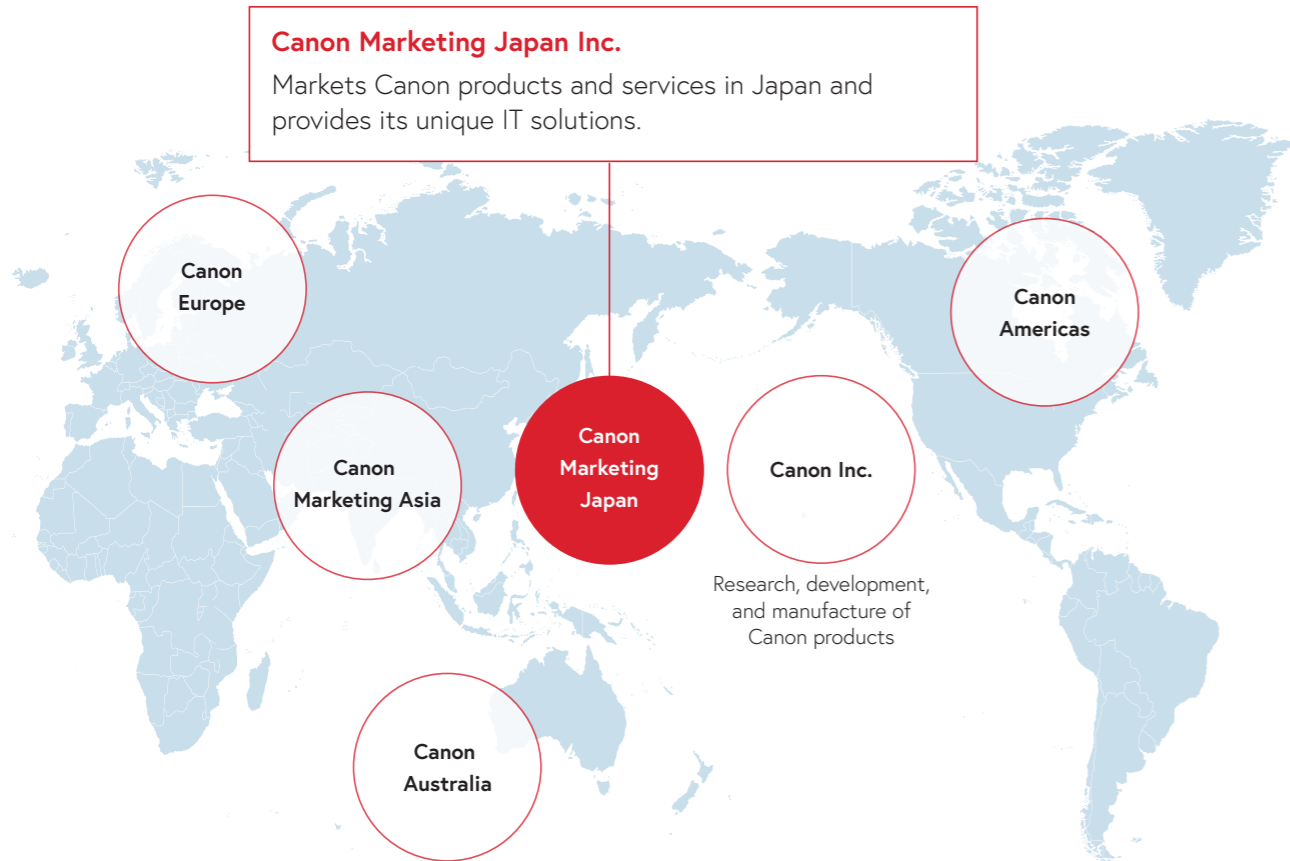 Canon Marketing Japan Inc.
Markets Canon products and services in Japan and
provides its unique IT solutions.
Canon
Europe
Canon
Americas
Canon
Marketing Asia
Canon
Marketing
Japan
Canon Inc.
Research, development,
and manufacture of
Canon products
Canon
Australia